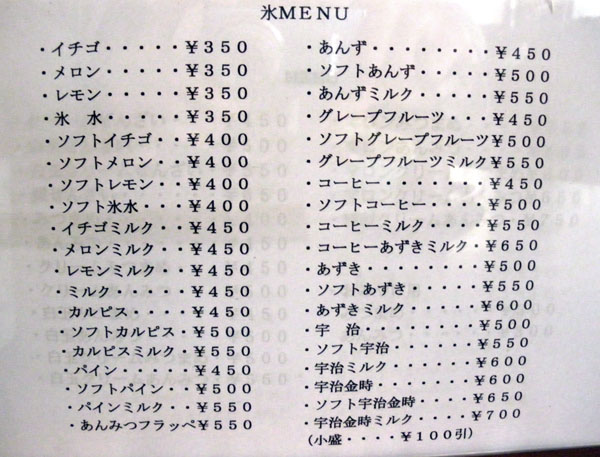 氷MENU
・イチゴ・・・・・¥350
・メロン・・・・・¥350
・レモン・・・・・¥350
・氷　水・・・・・¥350
・ソフトイチゴ・・¥400
・ソフトメロン・・¥400
・ソフトレモン・・¥400
・ソフト氷水・・・¥400
・イチゴミルク・・¥450
・メロンミルク・・¥450
・レモンミルク・・¥450
・ミルク・・・・・¥450
・カルピス・・・・¥450
・ソフトカルピス・¥500
・カルピスミルク・¥550
・パイン・・・・・¥450
・ソフトパイン・・¥500
・パインミルク・・¥550
・あんみつフラッペ¥550
・あんず・・・・・・・・¥450
・ソフトあんず・・・・・¥500
・あんずミルク・・・・・¥550
・グレープフルーツ・・・¥450
・ソフトグレープフルーツ¥500
・グレープフルーツミルク¥550
・コーヒー・・・・・・・¥450
・ソフトコーヒー・・・・¥500
・コーヒーミルク・・・・¥550
・コーヒーあずきミルク・¥650
・あずき・・・・・・・・¥500
・ソフトあずき・・・・・¥550
・あずきミルク・・・・・¥600
・宇　治・・・・・・・・¥500
・ソフト宇治・・・・・・¥550
・宇治ミルク・・・・・・¥600
・宇治金時・・・・・・・¥600
・ソフト宇治金時・・・・¥650
・宇治金時ミルク・・・・¥700
（小盛・・・・¥100引）